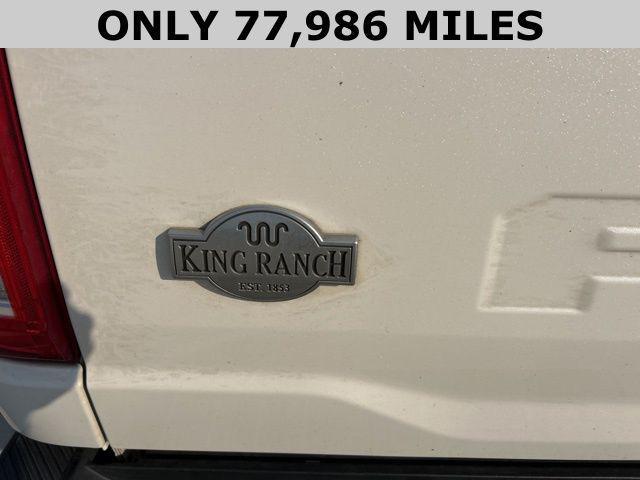 ONLY 77,986 MILES
KING RANCH
EST. 1853